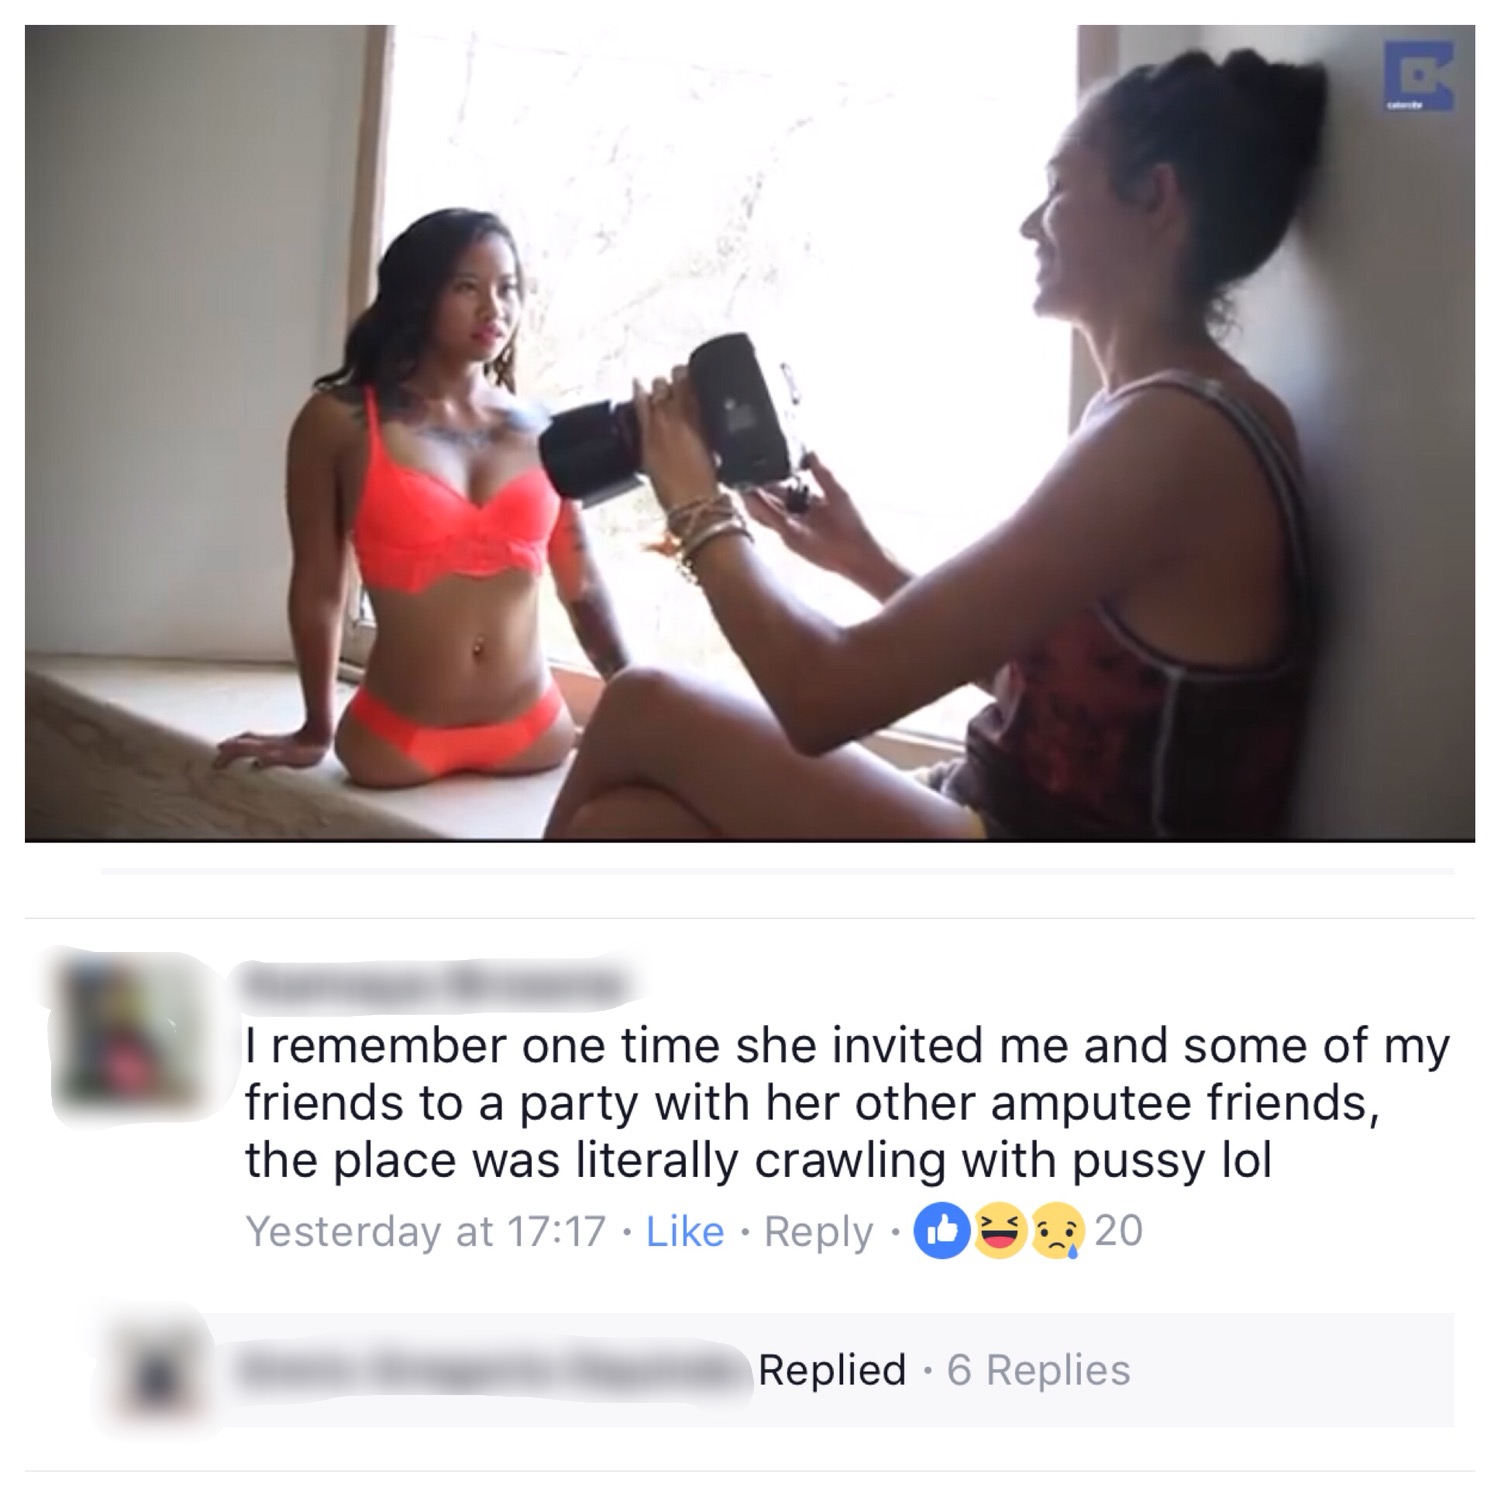 I remember one time she invited me and some of my
friends to a party with her other amputee friends,
the place was literally crawling with pussy lol
Yesterday at 17:17 · Like · Reply · 20
Replied · 6 Replies